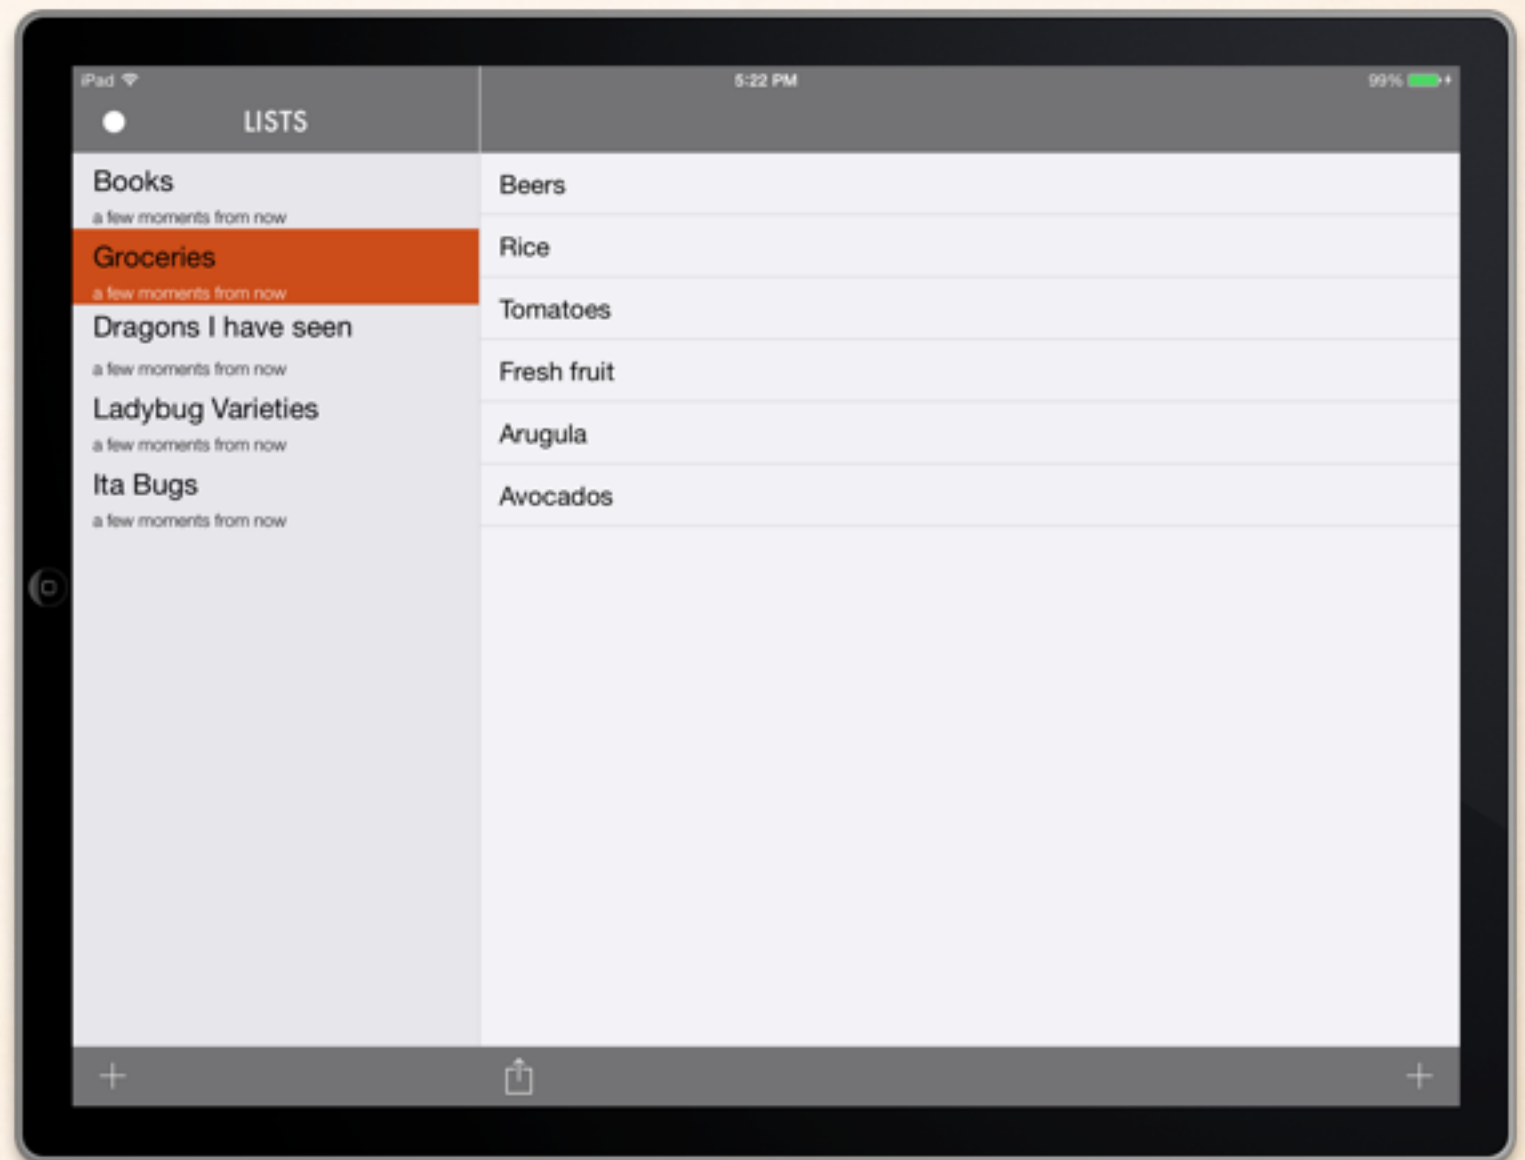 iPad
5:22 PM
99%
LISTS
Books
a few moments from now
Groceries
a few moments from now
Dragons I have seen
a few moments from now
Ladybug Varieties
a few moments from now
Ita Bugs
a few moments from now
Beers
Rice
Tomatoes
Fresh fruit
Arugula
Avocados